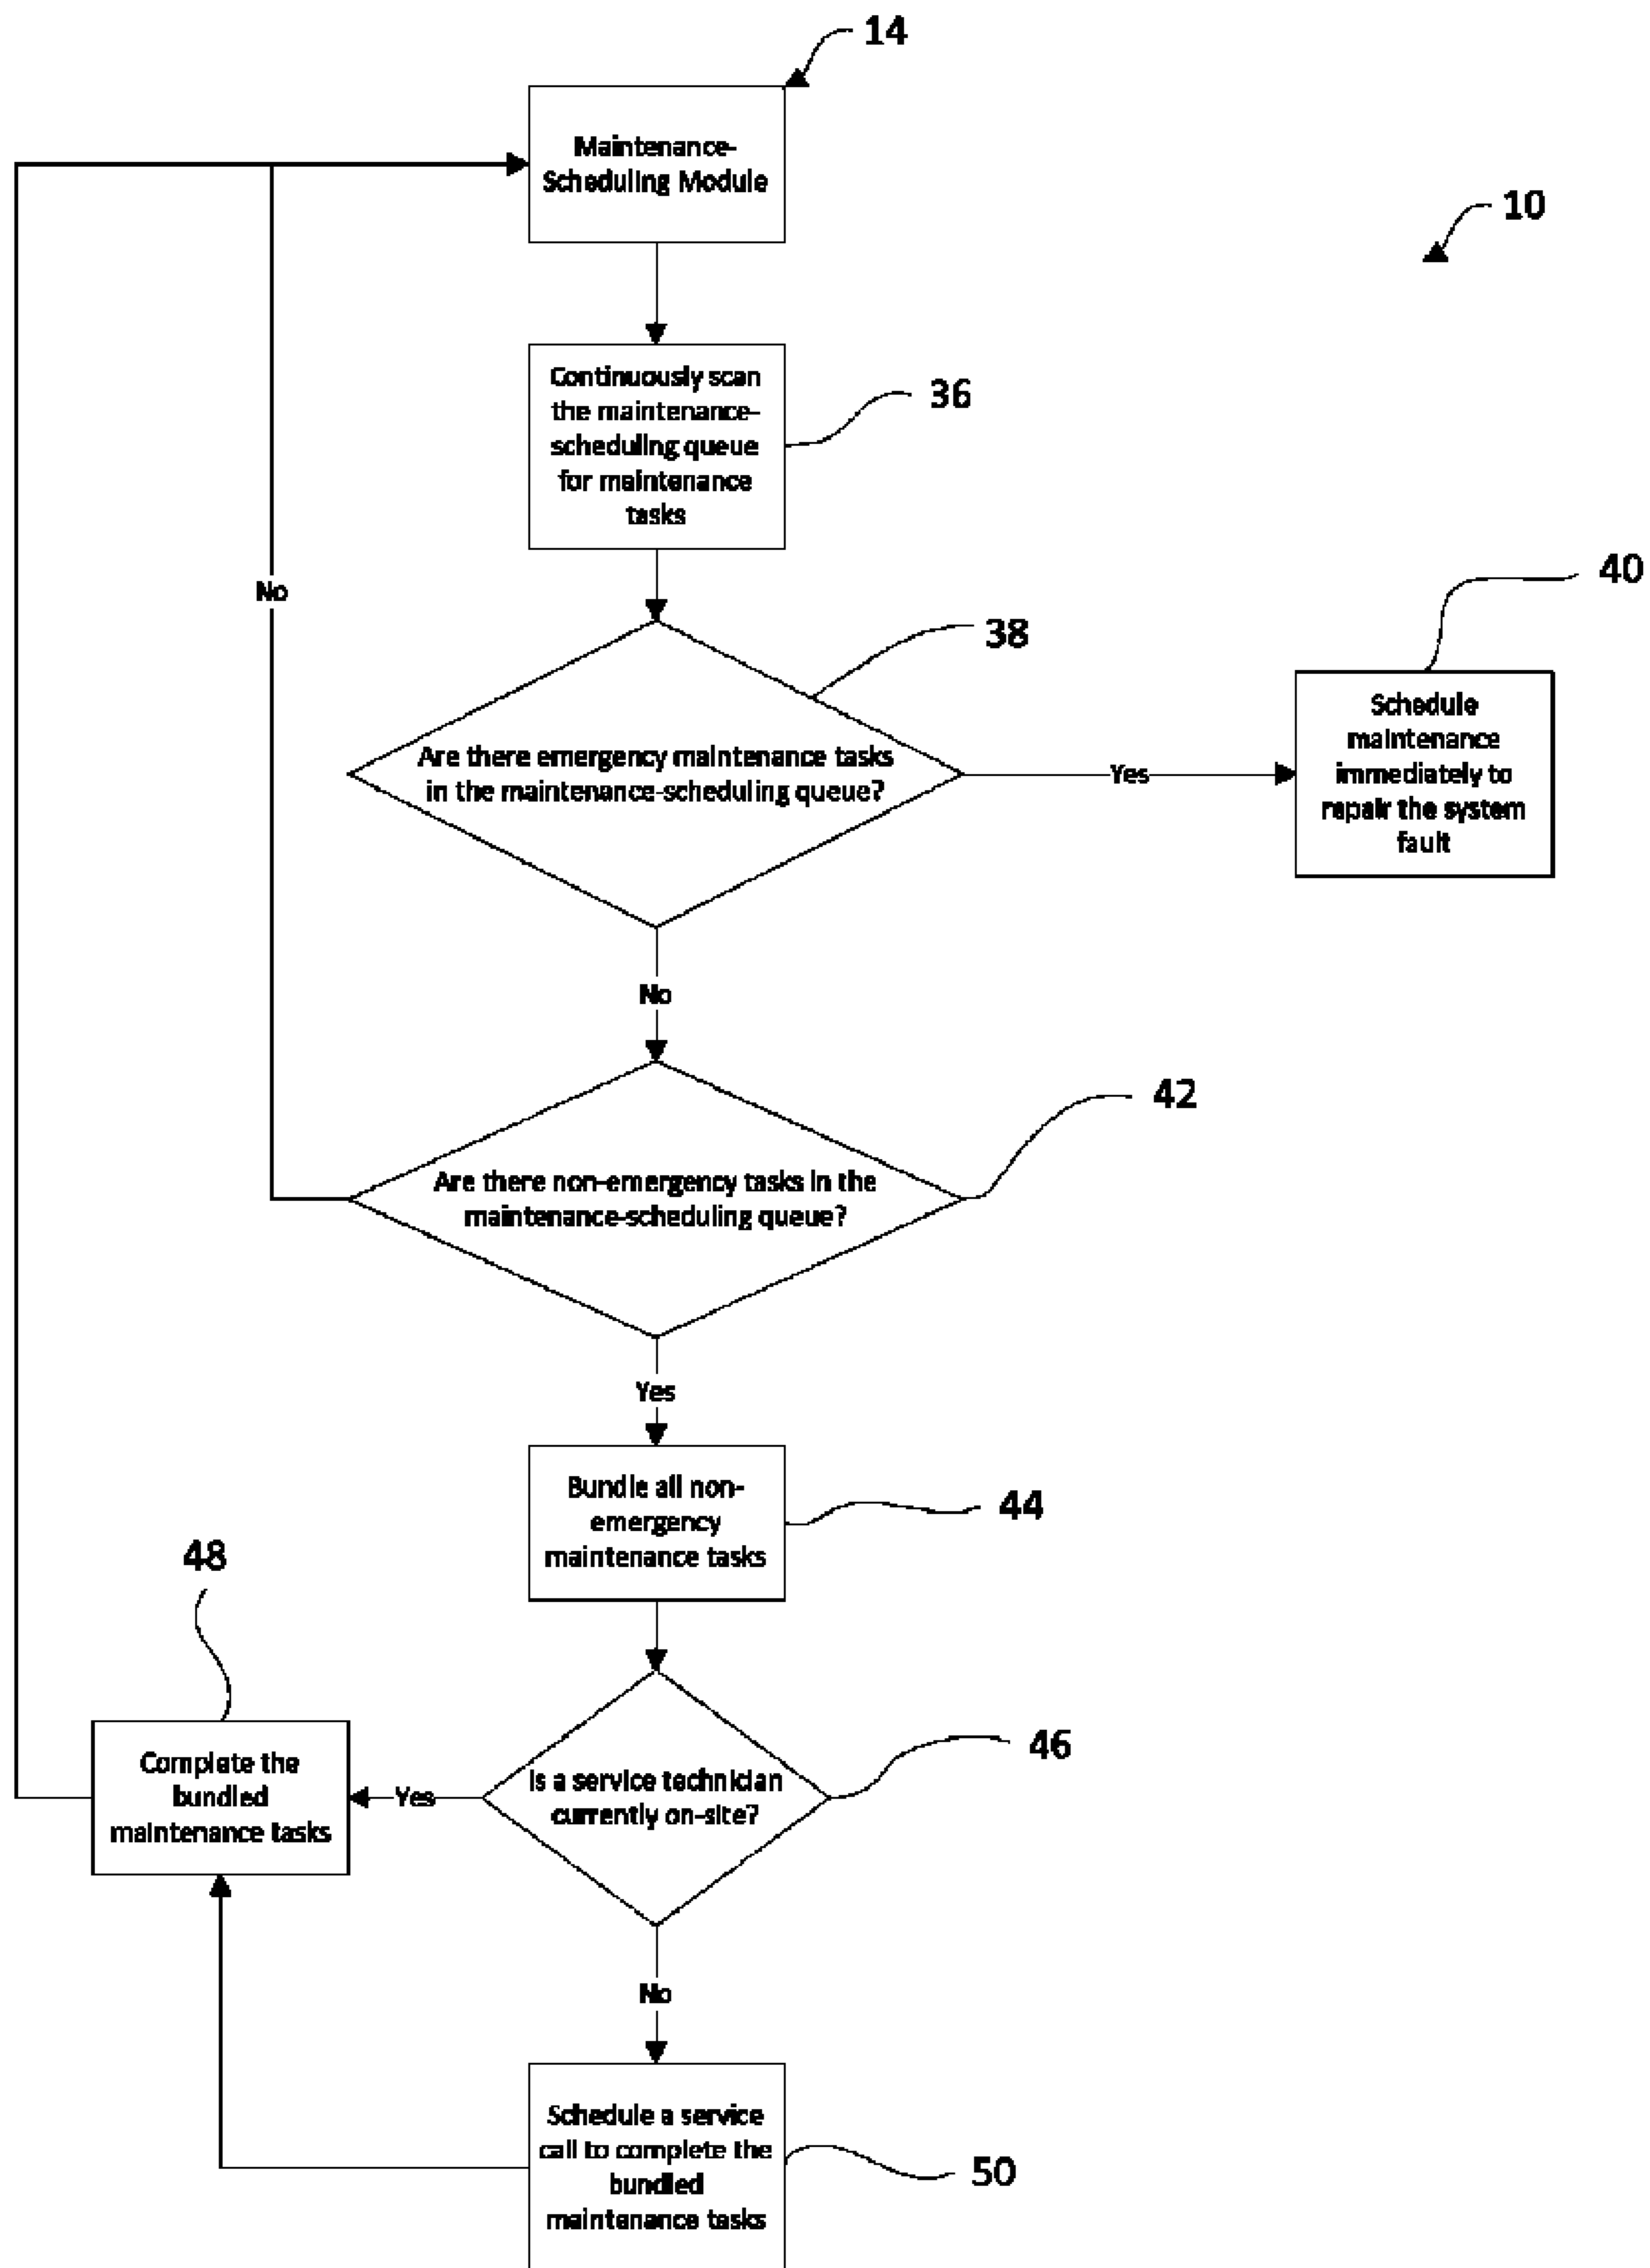 14
Maintenance-
Scheduling Module
10
Continuously scan
the maintenance-
scheduling queue
for maintenance
tasks
36
No
40
38
Schedule
maintenance
immediately to
repair the system
fault
Are there emergency maintenance tasks
in the maintenance-scheduling queue?
Yes
No
42
Are there non-emergency tasks in the
maintenance-scheduling queue?
Yes
Bundle all non-
emergency
maintenance tasks
44
48
46
Complete the
bundled
maintenance tasks
Yes
Is a service technician
currently on-site?
No
Schedule a service
call to complete the
bundled
maintenance tasks
50